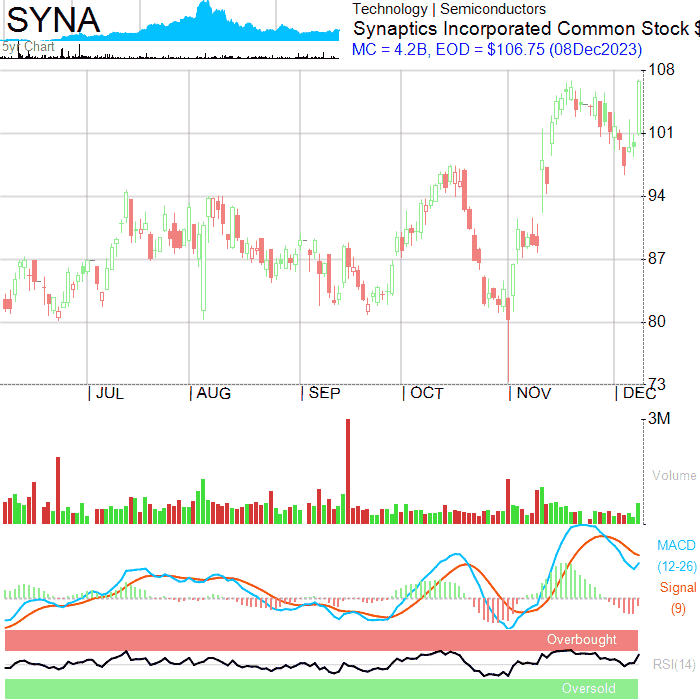 SYNA
5yr Chart
Technology | Semiconductors
Synaptics Incorporated Common Stock $
MC = 4.2B, EOD = $106.75 (08Dec2023)
108
101
94
87
80
73
JUL
AUG
SEP
OCT
NOV
DEC
3M
Volume
MACD
(12-26)
Signal
(9)
Overbought
RSI(14)
Oversold